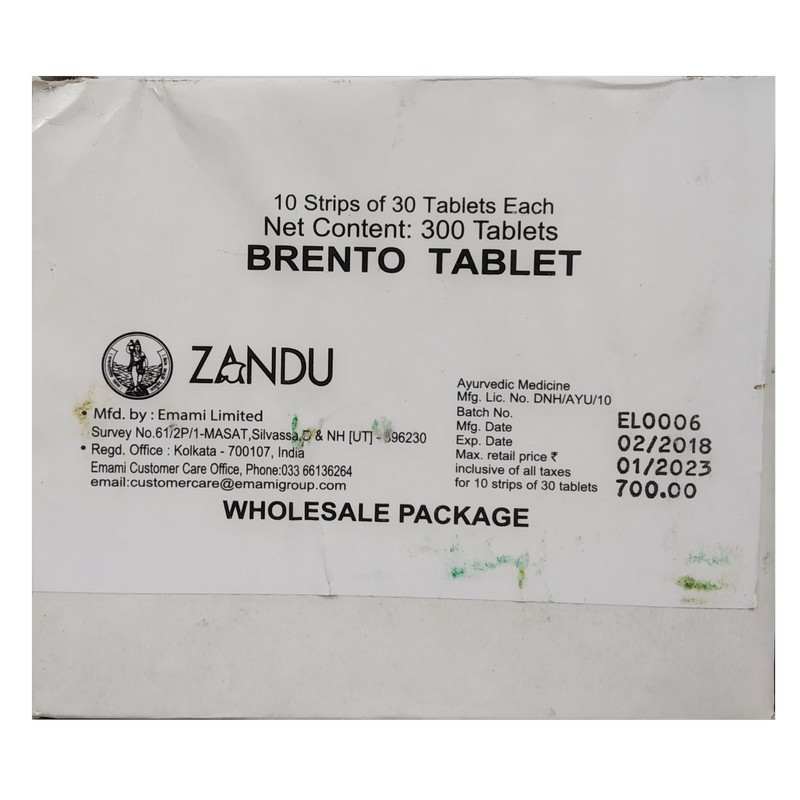 10 Strips of 30 Tablets Each
Net Content: 300 Tablets
BRENTO TABLET
ZANDU
• Mfd. by : Emami Limited
Survey No.61/2P/1-MASAT,Silvassa,D & NH [UT] - 396230
• Regd. Office : Kolkata - 700107, India
Emami Customer Care Office, Phone:033 66136264
email:customercare@emamigroup.com
Ayurvedic Medicine
Mfg. Lic. No. DNH/AYU/10
Batch No. EL0006
Mfg. Date 02/2018
Exp. Date 01/2023
Max. retail price ₹ 700.00
inclusive of all taxes
for 10 strips of 30 tablets
WHOLESALE PACKAGE